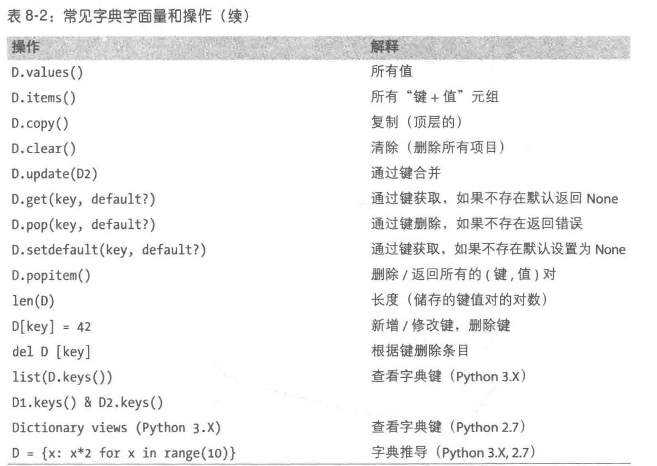 表 8-2：常见字典字面量和操作（续）
操作 解释
D.values() 所有值
D.items() 所有“键 + 值”元组
D.copy() 复制（顶层的）
D.clear() 清除（删除所有项目）
D.update(D2) 通过键合并
D.get(key, default?) 通过键获取，如果不存在默认返回 None
D.pop(key, default?) 通过键删除，如果不存在返回错误
D.setdefault(key, default?) 通过键获取，如果不存在默认设置为 None
D.popitem() 删除 / 返回所有的 ( 键 , 值 ) 对
len(D) 长度（储存的键值对的对数）
D[key] = 42 新增 / 修改键，删除键
del D [key] 根据键删除条目
list(D.keys()) 查看字典键（Python 3.X）
D1.keys() & D2.keys()
Dictionary views (Python 3.X) 查看字典键（Python 2.7）
D = {x: x*2 for x in range(10)} 字典推导（Python 3.X, 2.7）